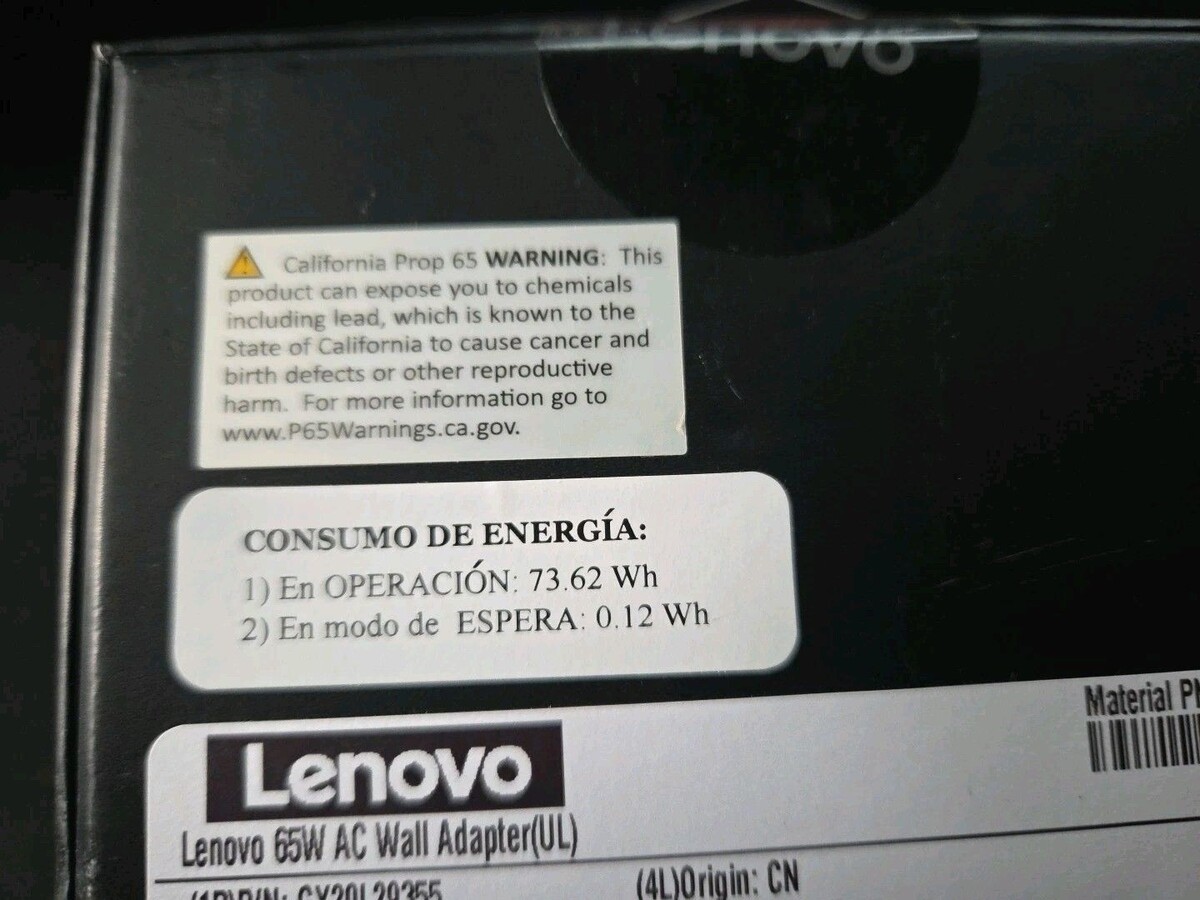 Lenovo
California Prop 65 WARNING: This
product can expose you to chemicals
including lead, which is known to the
State of California to cause cancer and
birth defects or other reproductive
harm. For more information go to
www.P65Warnings.ca.gov.
CONSUMO DE ENERGÍA:
1) En OPERACIÓN: 73.62 Wh
2) En modo de ESPERA: 0.12 Wh
Material
Lenovo
Lenovo 65W AC Wall Adapter(UL)
(4L)Origin: CN